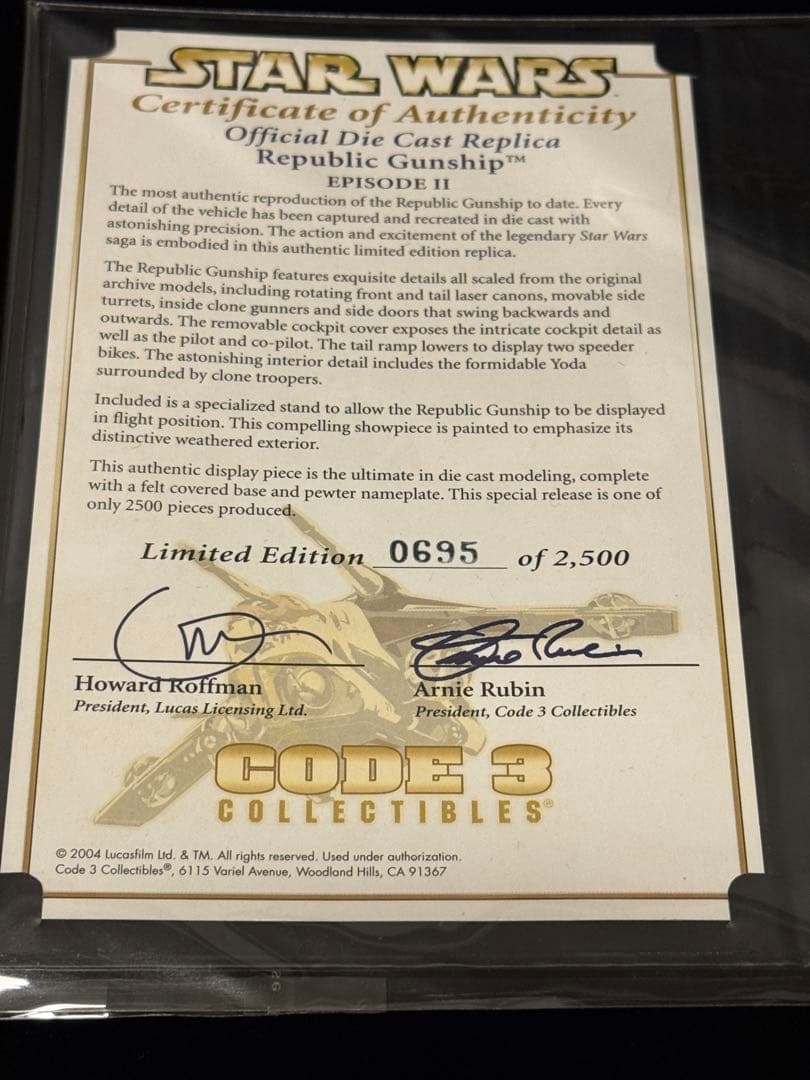 STAR WARS
Certificate of Authenticity
Official Die Cast Replica
Republic Gunship™
EPISODE II
The most authentic reproduction of the Republic Gunship to date. Every
detail of the vehicle has been captured and recreated in die cast with
astonishing precision. The action and excitement of the legendary Star Wars
saga is embodied in this authentic limited edition replica.
The Republic Gunship features exquisite details all scaled from the original
archive models, including rotating front and tail laser canons, movable side
turrets, inside clone gunners and side doors that swing backwards and
outwards. The removable cockpit cover exposes the intricate cockpit detail as
well as the pilot and co-pilot. The tail ramp lowers to display two speeder
bikes. The astonishing interior detail includes the formidable Yoda
surrounded by clone troopers.
Included is a specialized stand to allow the Republic Gunship to be displayed
in flight position. This compelling showpiece is painted to emphasize its
distinctive weathered exterior.
This authentic display piece is the ultimate in die cast modeling, complete
with a felt covered base and pewter nameplate. This special release is one of
only 2500 pieces produced.
Limited Edition 0695 of 2,500
Howard Roffman Arnie Rubin
President, Lucas Licensing Ltd. President, Code 3 Collectibles
CODE 3
COLLECTIBLES®
© 2004 Lucasfilm Ltd. & TM. All rights reserved. Used under authorization.
Code 3 Collectibles®, 6115 Variel Avenue, Woodland Hills, CA 91367